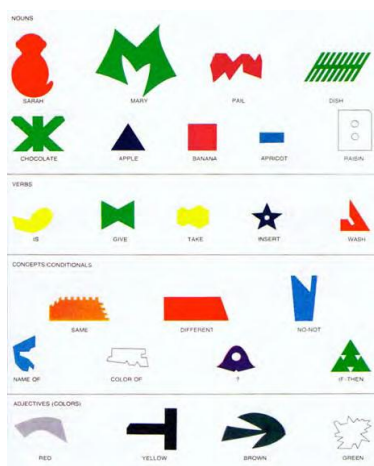 NOUNS
SARAH MARY PAIL DISH
CHOCOLATE APPLE BANANA APRICOT RAISIN
VERBS
IS GIVE TAKE INSERT WASH
CONCEPTS/CONDITIONALS
SAME DIFFERENT NO-NOT
NAME OF COLOR OF ? IF-THEN
ADJECTIVES (COLORS)
RED YELLOW BROWN GREEN